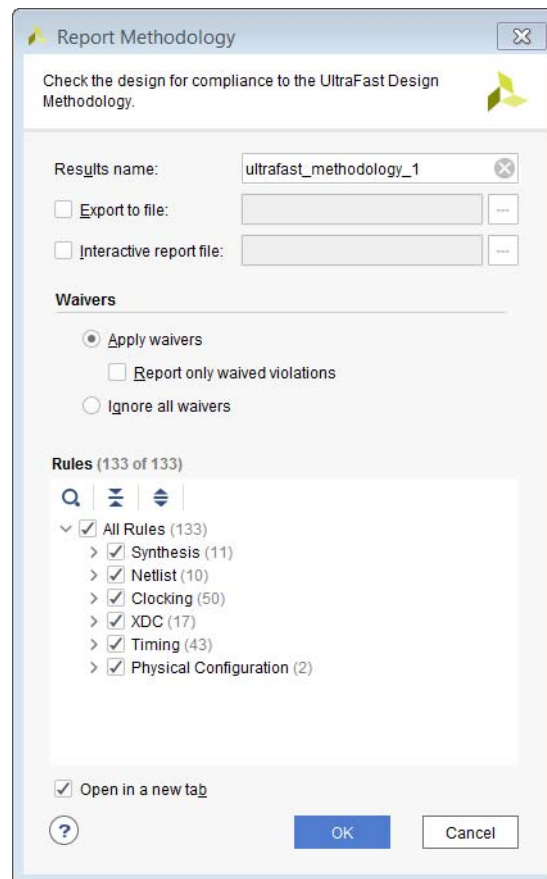 Report Methodology
Check the design for compliance to the UltraFast Design
Methodology.
Results name: ultrafast_methodology_1
Export to file: ...
Interactive report file: ...
Waivers
Apply waivers
Report only waived violations
Ignore all waivers
Rules (133 of 133)
All Rules (133)
Synthesis (11)
Netlist (10)
Clocking (50)
XDC (17)
Timing (43)
Physical Configuration (2)
Open in a new tab
? OK Cancel